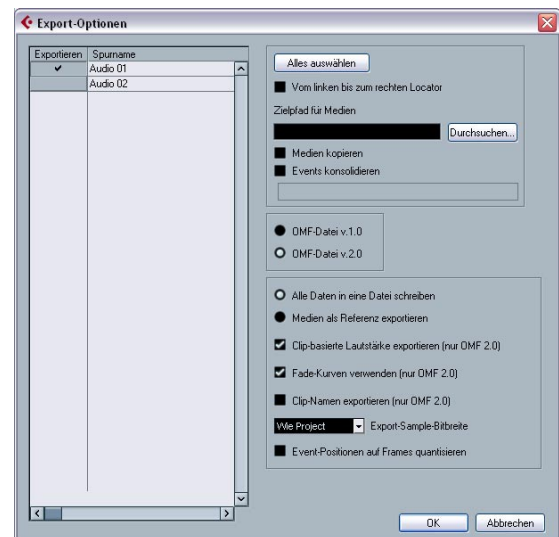 Export-Optionen
Exportieren Spurname
Audio 01
Audio 02
Alles auswählen
Vom linken bis zum rechten Locator
Zielpfad für Medien
Durchsuchen...
Medien kopieren
Events konsolidieren
OMF-Datei v.1.0
OMF-Datei v.2.0
Alle Daten in eine Datei schreiben
Medien als Referenz exportieren
Clip-basierte Lautstärke exportieren (nur OMF 2.0)
Fade-Kurven verwenden (nur OMF 2.0)
Clip-Namen exportieren (nur OMF 2.0)
Wie Project Export-Sample-Bitbreite
Event-Positionen auf Frames quantisieren
OK Abbrechen